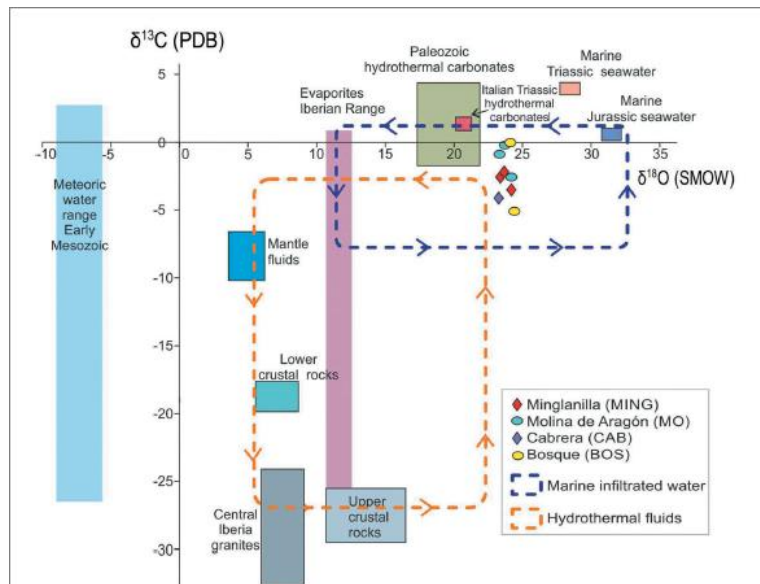 δ¹³C (PDB)
5
0
-5
-10
-15
-20
-25
-30
-10
-5
0
5
10
15
20
25
30
35
δ¹⁸O (SMOW)
Meteoric
water
range
Early
Mesozoic
Evaporites
Iberian Range
Paleozoic
hydrothermal carbonates
Italian Triassic
hydrothermal
carbonated
Marine
Triassic seawater
Marine
Jurassic seawater
Mantle
fluids
Lower
crustal rocks
Central
Iberia
granites
Upper
crustal
rocks
Minglanilla (MING)
Molina de Aragón (MO)
Cabrera (CAB)
Bosque (BOS)
Marine infiltrated water
Hydrothermal fluids